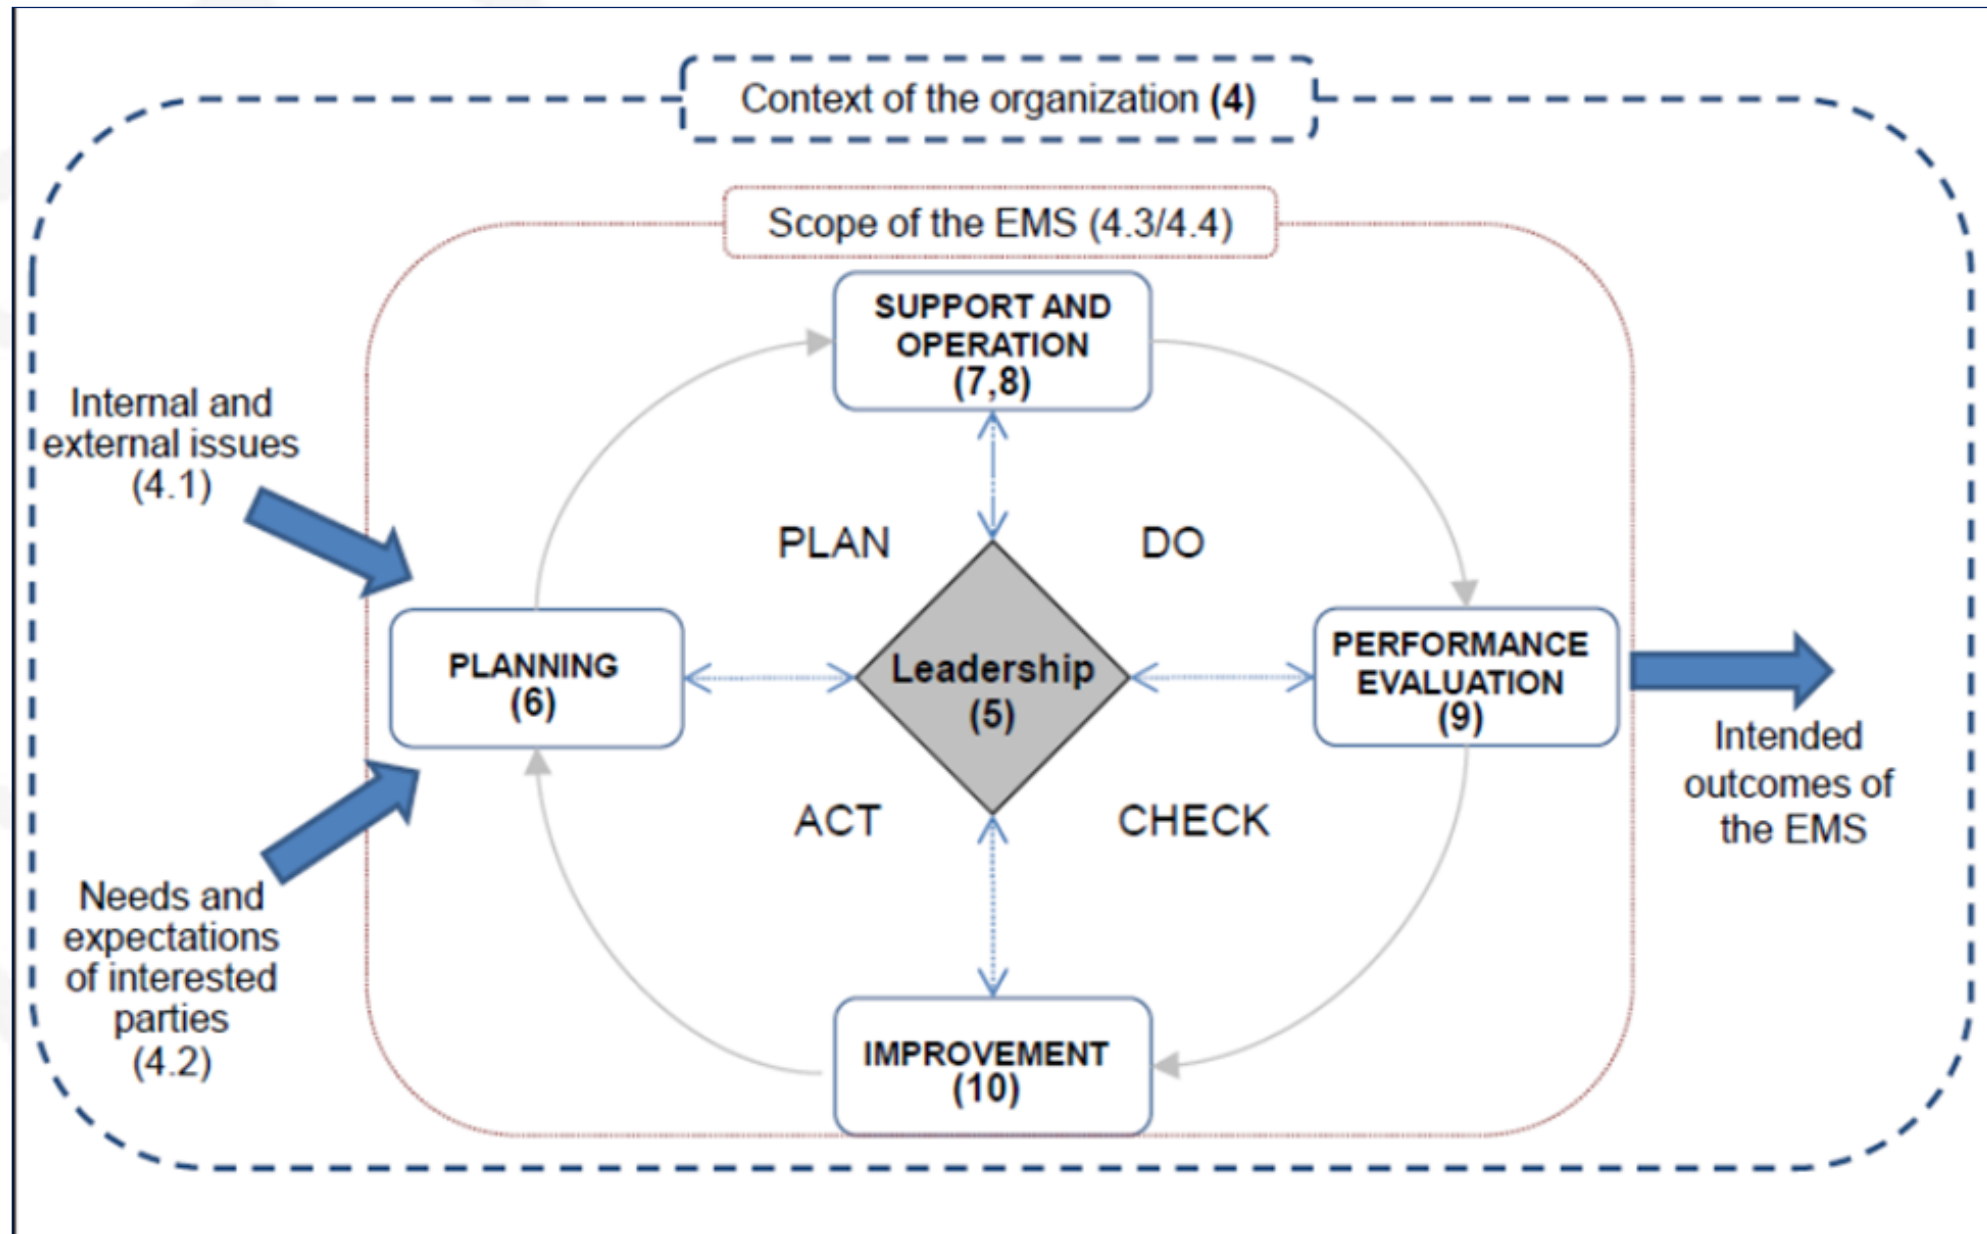 Context of the organization (4)
Scope of the EMS (4.3/4.4)
SUPPORT AND
OPERATION
(7,8)
Internal and
external issues
(4.1)
PLAN
DO
PLANNING
(6)
Leadership
(5)
PERFORMANCE
EVALUATION
(9)
Intended
outcomes of
the EMS
ACT
CHECK
Needs and
expectations
of interested
parties
(4.2)
IMPROVEMENT
(10)